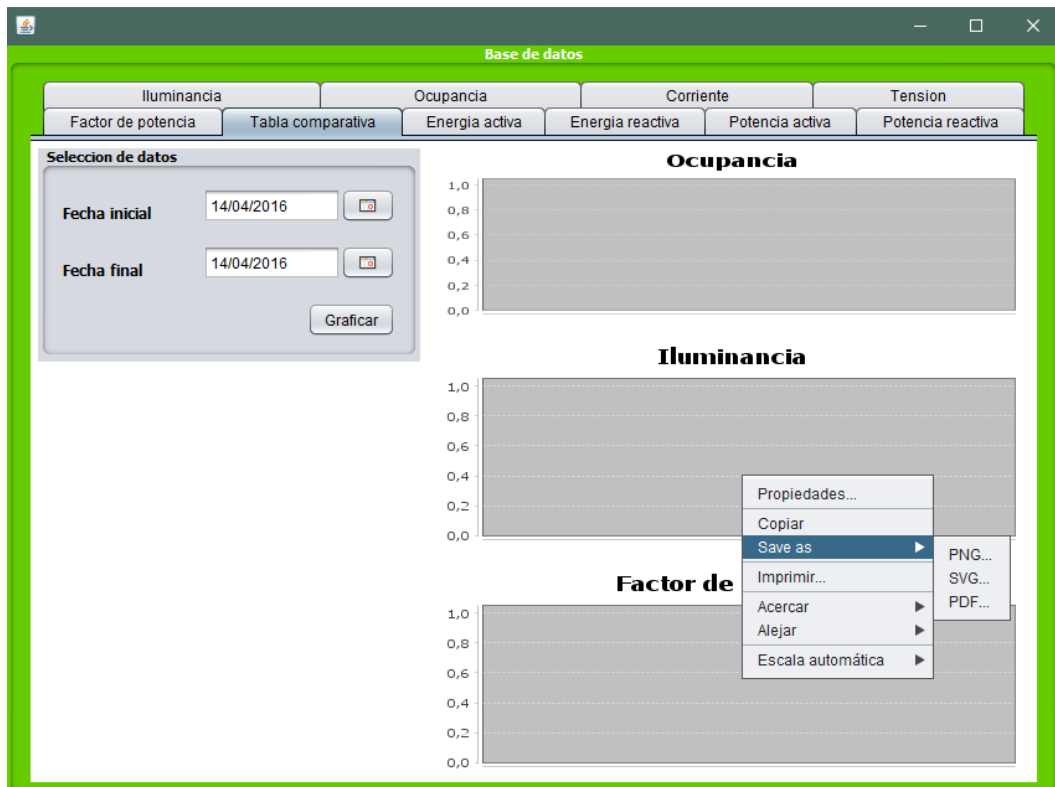 Base de datos
Iluminancia Ocupancia Corriente Tension
Factor de potencia Tabla comparativa Energia activa Energia reactiva Potencia activa Potencia reactiva
Seleccion de datos
Fecha inicial 14/04/2016
Fecha final 14/04/2016
Graficar
Ocupancia
1,0
0,8
0,6
0,4
0,2
0,0
Iluminancia
1,0
0,8
0,6
0,4
0,2
0,0
Propiedades...
Copiar
Save as
Imprimir...
Acercar
Alejar
Escala automática
PNG...
SVG...
PDF...
Factor de
1,0
0,8
0,6
0,4
0,2
0,0